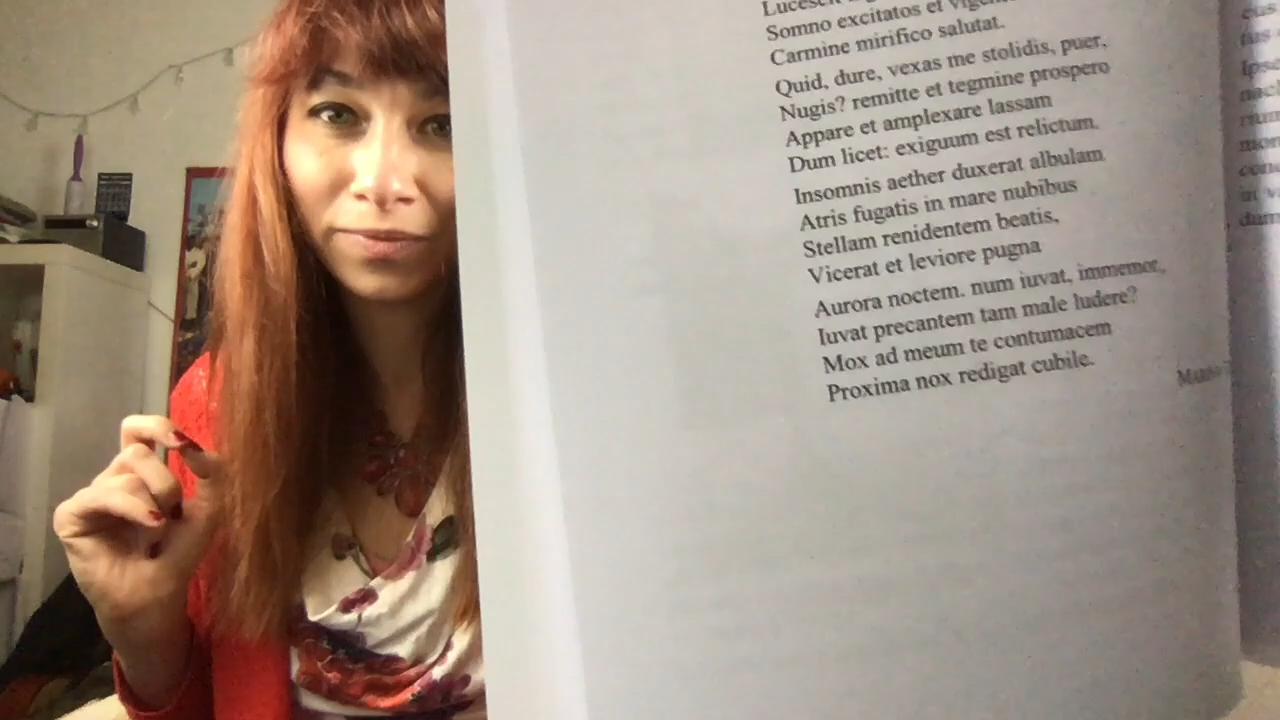 Somno excitatos et
Carmine mirifico salutat.
Quid, dure, vexas me stolidis, puer,
Nugis? remitte et tegmine prospero
Appare et amplexare lassam
Dum licet: exiguum est relictum.
Insomnis aether duxerat albulam
Atris fugatis in mare nubibus
Stellam renidentem beatis,
Vicerat et leviore pugna
Aurora noctem. num iuvat, immemor,
Iuvat precantem tam male ludere?
Mox ad meum te contumacem
Proxima nox redigat cubile.